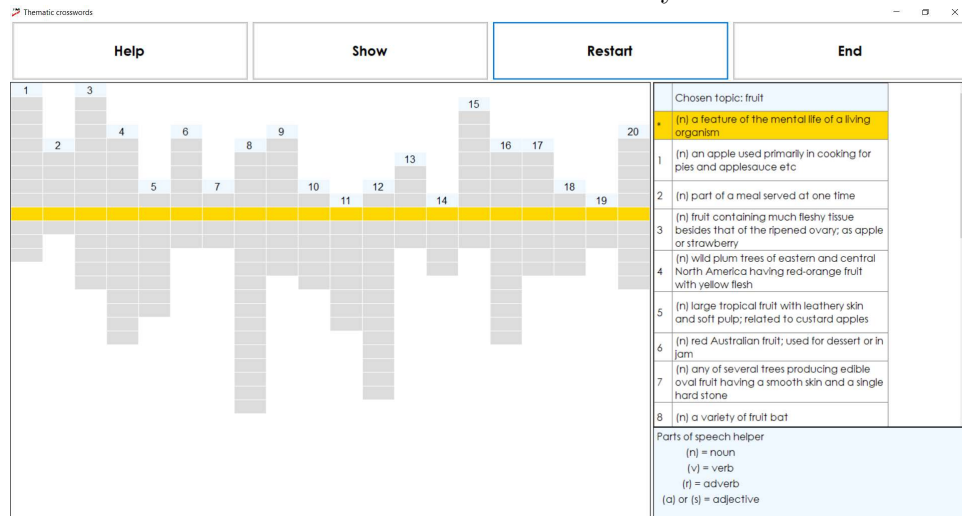 Thematic crosswords
Help
Show
Restart
End
1
3
15
4
6
9
20
2
8
16
17
13
5
7
10
12
18
11
14
19
Chosen topic: fruit
* (n) a feature of the mental life of a living
organism
1 (n) an apple used primarily in cooking for
pies and applesauce etc
2 (n) part of a meal served at one time
3 (n) fruit containing much fleshy tissue
besides that of the ripened ovary; as apple
or strawberry
4 (n) wild plum trees of eastern and central
North America having red-orange fruit
with yellow flesh
5 (n) large tropical fruit with leathery skin
and soft pulp; related to custard apples
6 (n) red Australian fruit; used for dessert or in
jam
7 (n) any of several trees producing edible
oval fruit having a smooth skin and a single
hard stone
8 (n) a variety of fruit bat
Parts of speech helper
(n) = noun
(v) = verb
(r) = adverb
(a) or (s) = adjective